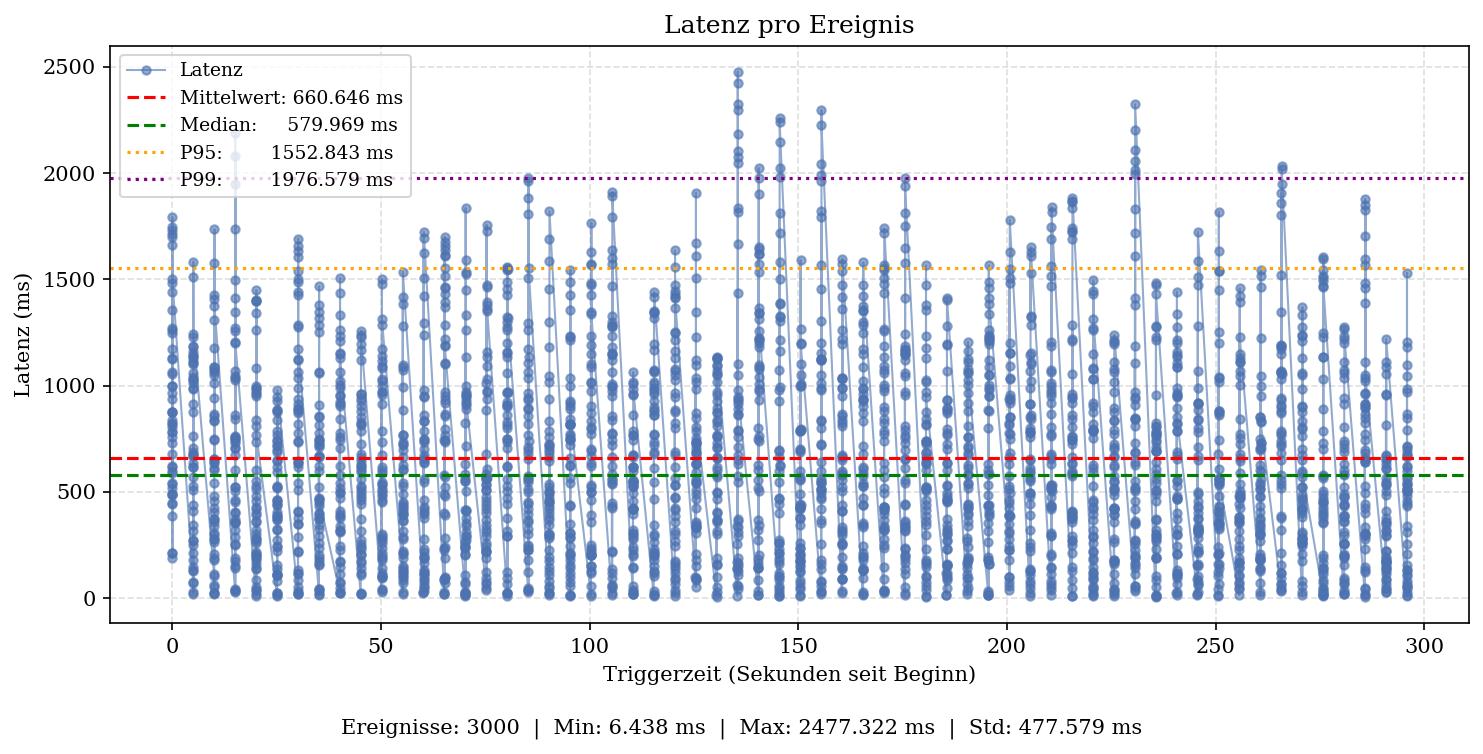 Latenz pro Ereignis
Latenz
Mittelwert: 660.646 ms
Median: 579.969 ms
P95: 1552.843 ms
P99: 1976.579 ms
Latenz (ms)
2500
2000
1500
1000
500
0
0 50 100 150 200 250 300
Triggerzeit (Sekunden seit Beginn)
Ereignisse: 3000 | Min: 6.438 ms | Max: 2477.322 ms | Std: 477.579 ms